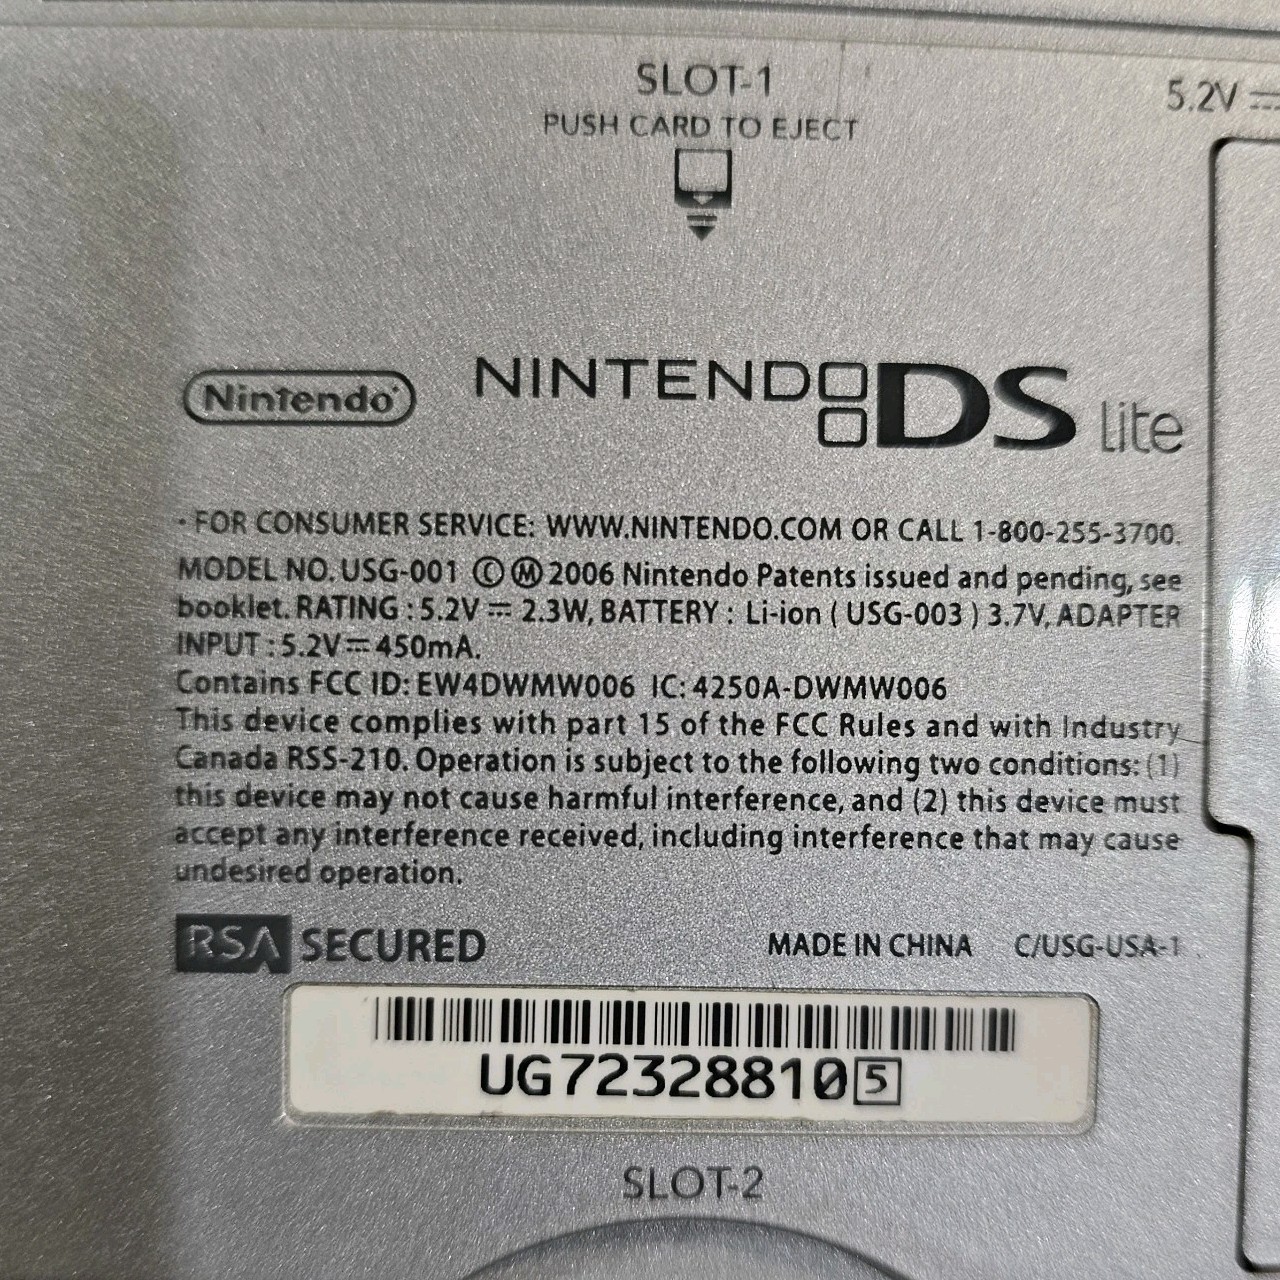 SLOT-1
5.2V ⎓
PUSH CARD TO EJECT
Nintendo
NINTENDO DS lite
· FOR CONSUMER SERVICE: WWW.NINTENDO.COM OR CALL 1-800-255-3700.
MODEL NO. USG-001 Ⓒ Ⓜ 2006 Nintendo Patents issued and pending, see
booklet. RATING : 5.2V ⎓ 2.3W, BATTERY : Li-ion ( USG-003 ) 3.7V, ADAPTER
INPUT : 5.2V ⎓ 450mA.
Contains FCC ID: EW4DWMW006 IC: 4250A-DWMW006
This device complies with part 15 of the FCC Rules and with Industry
Canada RSS-210. Operation is subject to the following two conditions: (1)
this device may not cause harmful interference, and (2) this device must
accept any interference received, including interference that may cause
undesired operation.
RSA SECURED
MADE IN CHINA C/USG-USA-1
UG72328810 5
SLOT-2